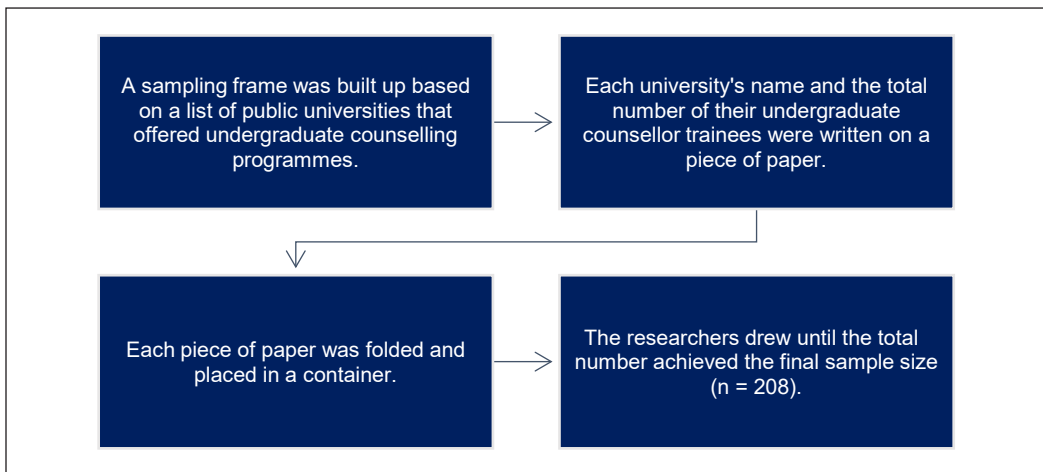 A sampling frame was built up based
on a list of public universities that
offered undergraduate counselling
programmes.
Each university's name and the total
number of their undergraduate
counsellor trainees were written on a
piece of paper.
Each piece of paper was folded and
placed in a container.
The researchers drew until the total
number achieved the final sample size
(n = 208).